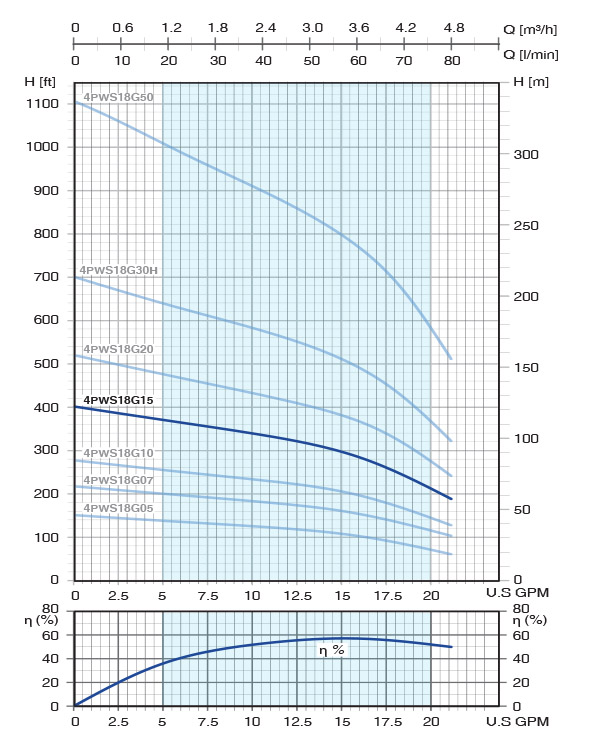 0 0.6 1.2 1.8 2.4 3.0 3.6 4.2 4.8 Q [m³/h]
0 10 20 30 40 50 60 70 80 Q [l/min]
H [ft] H [m]
4PWS18G50
1100
1000
300
900
250
800
4PWS18G30H
700
200
600
4PWS18G20
500
150
4PWS18G15
400
100
300
4PWS18G10
4PWS18G07
200
50
4PWS18G05
100
0 0
0 2.5 5 7.5 10 12.5 15 17.5 20 U.S GPM
80 80
η (%) η (%)
60 60
η %
40 40
20 20
0 0
0 2.5 5 7.5 10 12.5 15 17.5 20 U.S GPM